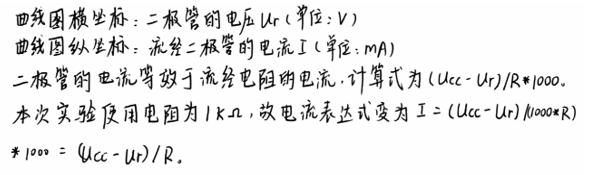 曲线图横坐标：二极管的电压Ur（单位：V）
曲线图纵坐标：流经二极管的电流I（单位：mA）
二极管的电流等效于流经电阻的电流，计算式为（Ucc-Ur)/R*1000。
本次实验使用电阻为1KΩ，故电流表达式变为I=(Ucc-Ur)/(1000*R)
*1000=(Ucc-Ur)/R。